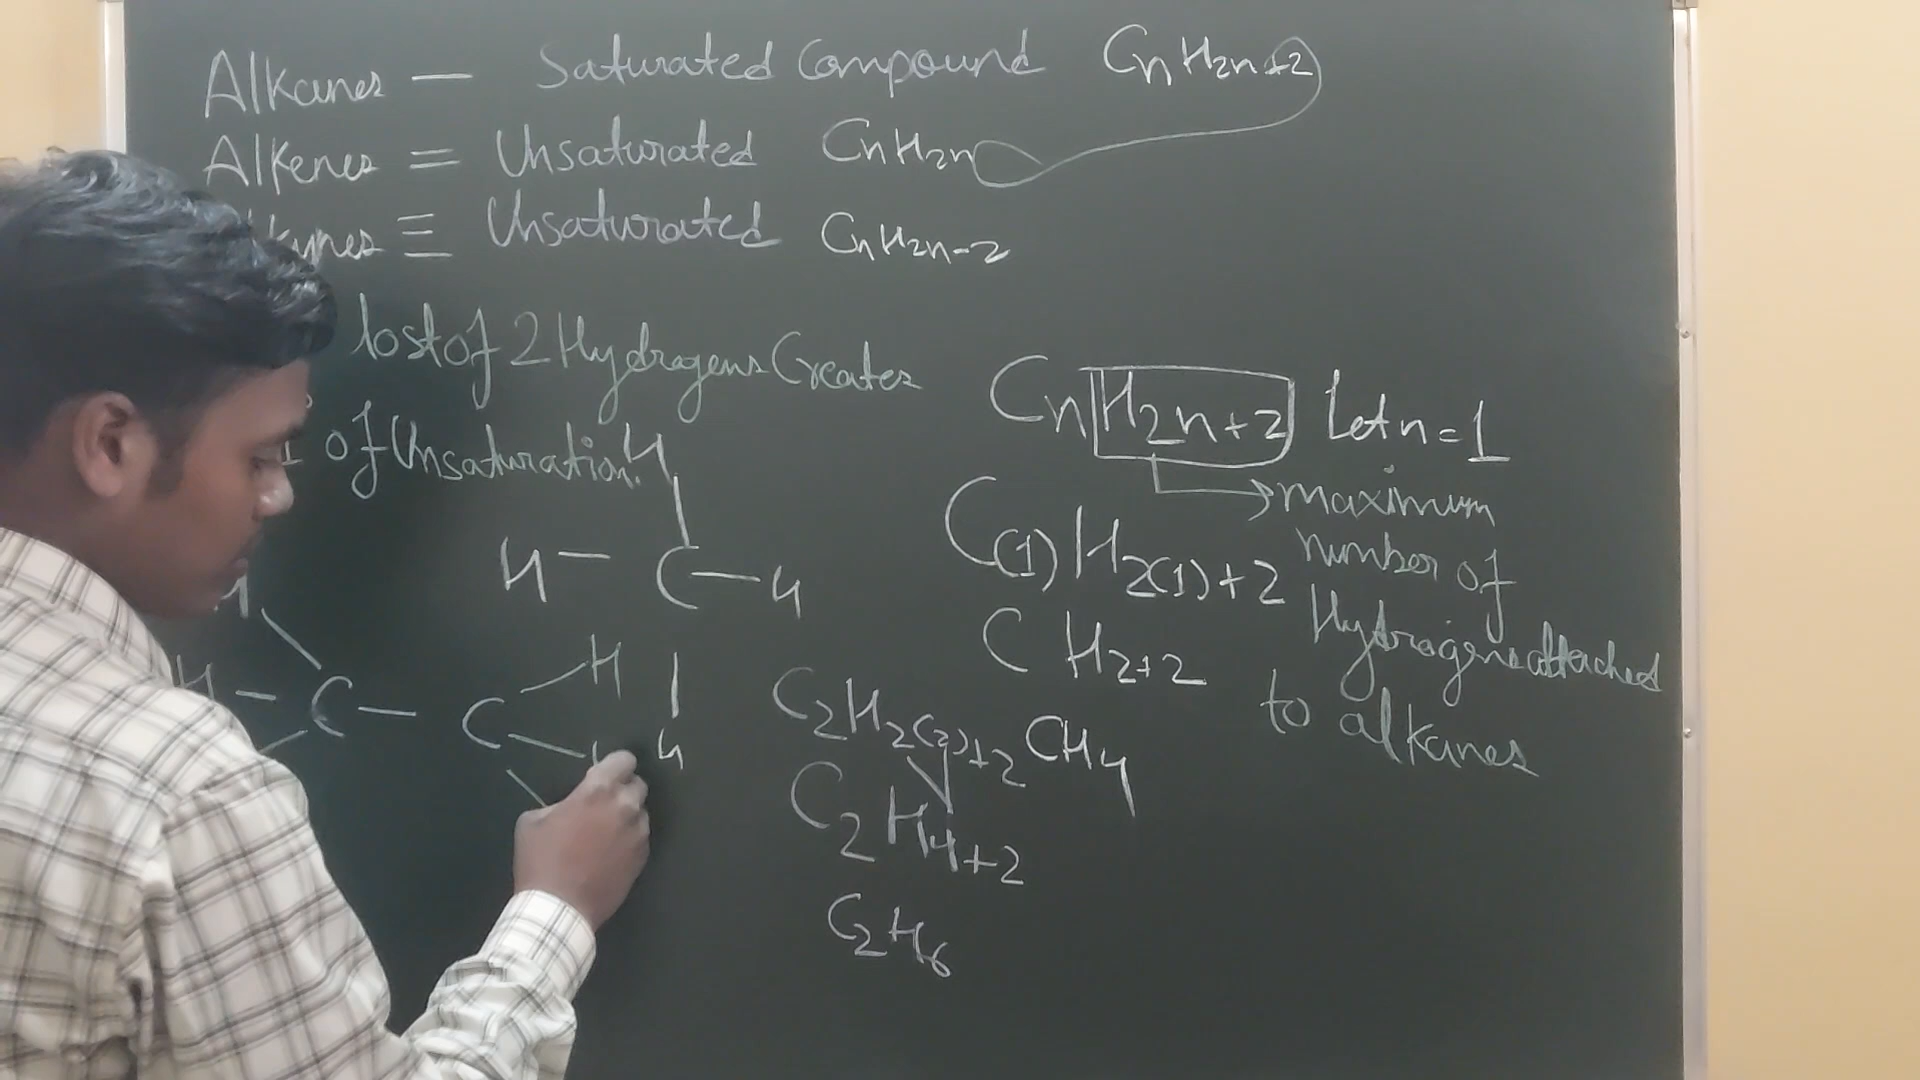 Alkanes — Saturated Compound CnH2n+2
Alkenes = Unsaturated CnH2n
kynes ≡ Unsaturated CnH2n-2
lost of 2 Hydrogens Creates
of Unsaturation.
CnH2n+2 Let n=1
maximum
number of
Hydrogens attached
to alkanes
C(1)H2(1)+2
CH2+2
CH4
C2H2(2)+2
C2H4+2
C2H6
H
H — C — H
H
H
H — C — C — H